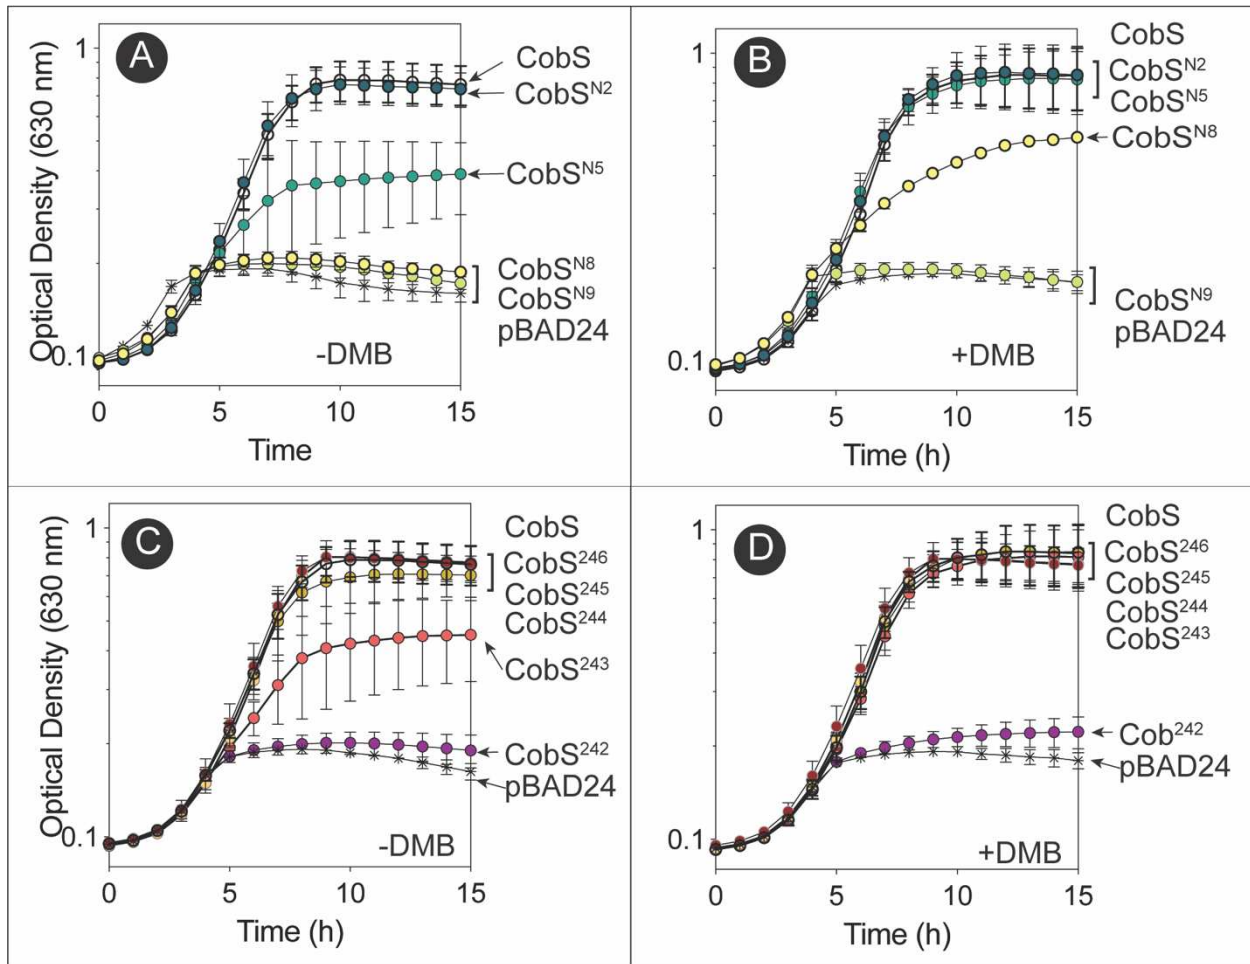 A
Optical Density (630 nm)
1
0.1
0 5 10 15
Time
-DMB
CobS
CobS^N2
CobS^N5
CobS^N8
CobS^N9
pBAD24
B
1
0.1
0 5 10 15
Time (h)
+DMB
CobS
CobS^N2
CobS^N5
CobS^N8
CobS^N9
pBAD24
C
Optical Density (630 nm)
1
0.1
0 5 10 15
Time (h)
-DMB
CobS
CobS^246
CobS^245
CobS^244
CobS^243
CobS^242
pBAD24
D
1
0.1
0 5 10 15
Time (h)
+DMB
CobS
CobS^246
CobS^245
CobS^244
CobS^243
Cob^242
pBAD24